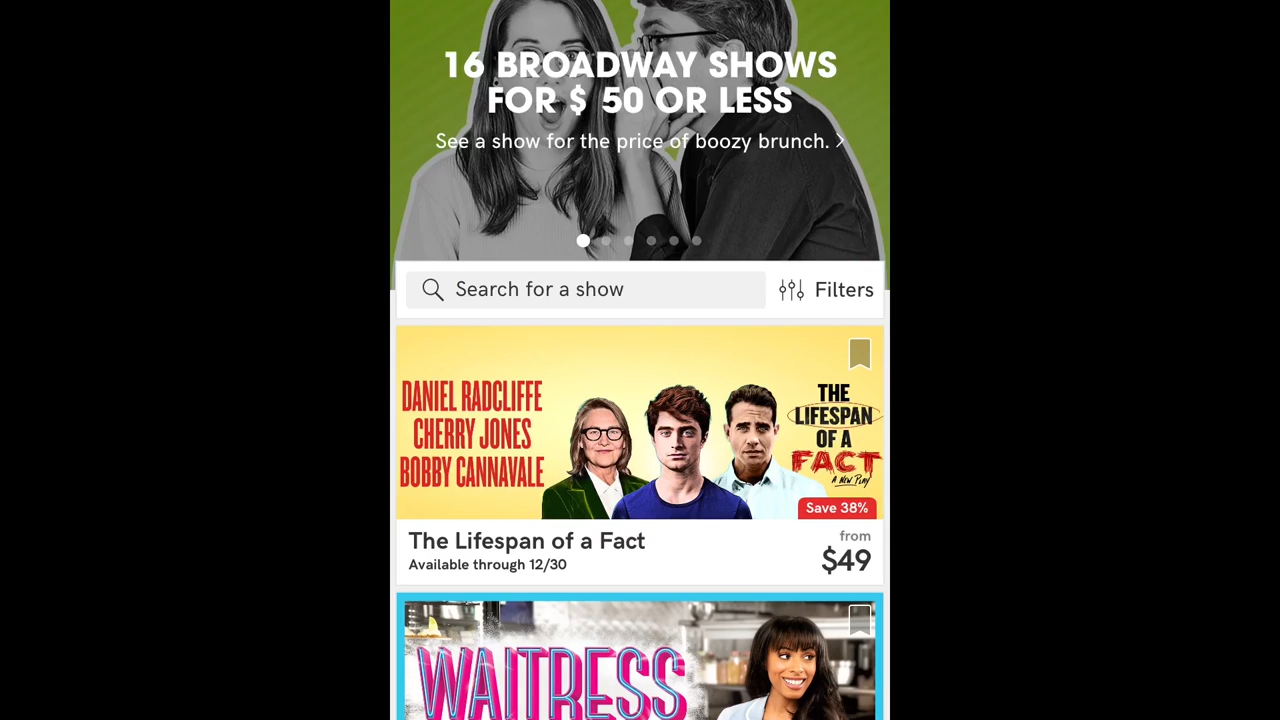 16 BROADWAY SHOWS
FOR $ 50 OR LESS
See a show for the price of boozy brunch. >
Search for a show
Filters
DANIEL RADCLIFFE
CHERRY JONES
BOBBY CANNAVALE
THE
LIFESPAN
OF A
FACT
A NEW PLAY
Save 38%
The Lifespan of a Fact
Available through 12/30
from
$49
WAITRESS